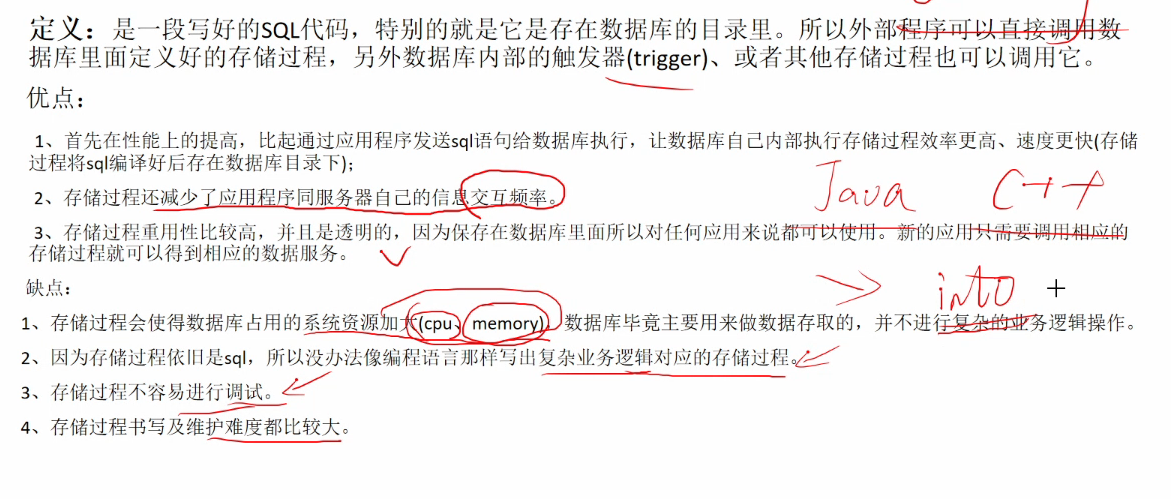 定义：是一段写好的SQL代码，特别的就是它是存在数据库的目录里。所以外部程序可以直接调用数
据库里面定义好的存储过程，另外数据库内部的触发器(trigger)、或者其他存储过程也可以调用它。
优点：
1、首先在性能上的提高，比起通过应用程序发送sql语句给数据库执行，让数据库自己内部执行存储过程效率更高、速度更快(存储
过程将sql编译好后存在数据库目录下);
2、存储过程还减少了应用程序同服务器自己的信息交互频率。
Java C++
3、存储过程重用性比较高，并且是透明的，因为保存在数据库里面所以对任何应用来说都可以使用。新的应用只需要调用相应的
存储过程就可以得到相应的数据服务。
缺点：
into
1、存储过程会使得数据库占用的系统资源加大(cpu、memory)，数据库毕竟主要用来做数据存取的，并不进行复杂的业务逻辑操作。
2、因为存储过程依旧是sql，所以没办法像编程语言那样写出复杂业务逻辑对应的存储过程。
3、存储过程不容易进行调试。
4、存储过程书写及维护难度都比较大。